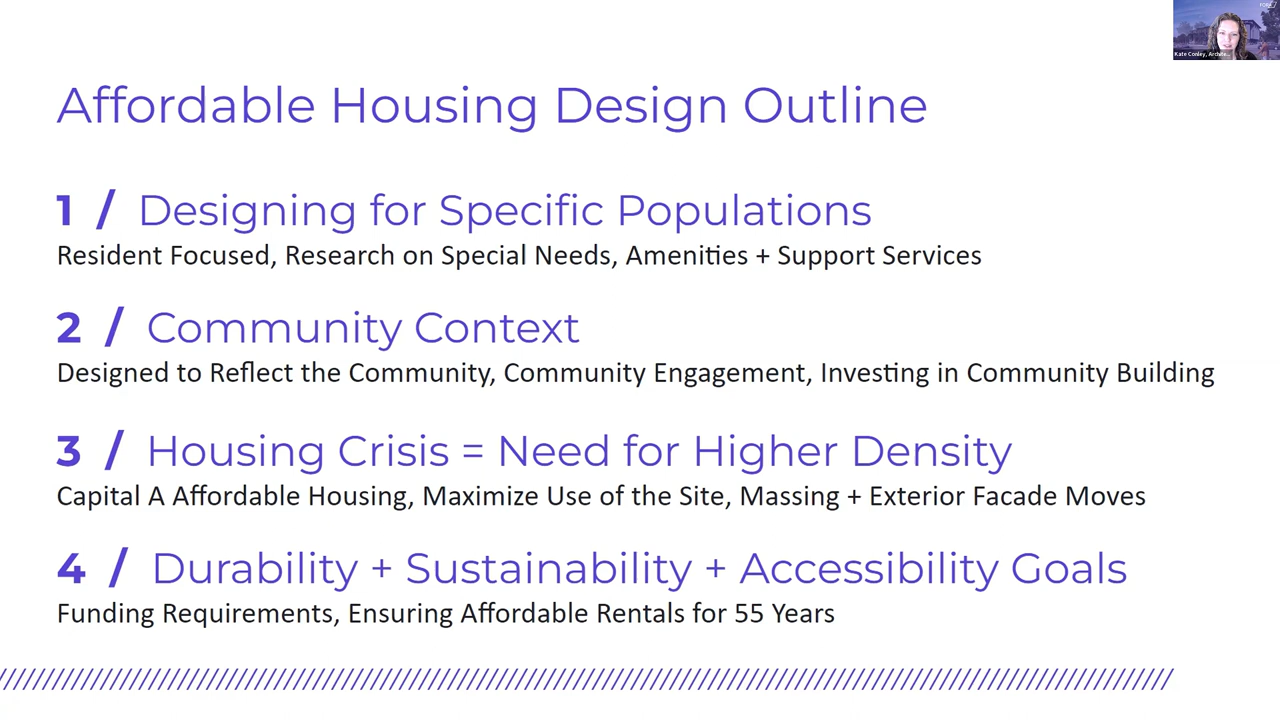 Affordable Housing Design Outline
1 / Designing for Specific Populations
Resident Focused, Research on Special Needs, Amenities + Support Services
2 / Community Context
Designed to Reflect the Community, Community Engagement, Investing in Community Building
3 / Housing Crisis = Need for Higher Density
Capital A Affordable Housing, Maximize Use of the Site, Massing + Exterior Facade Moves
4 / Durability + Sustainability + Accessibility Goals
Funding Requirements, Ensuring Affordable Rentals for 55 Years
Kate Conley, Archite...